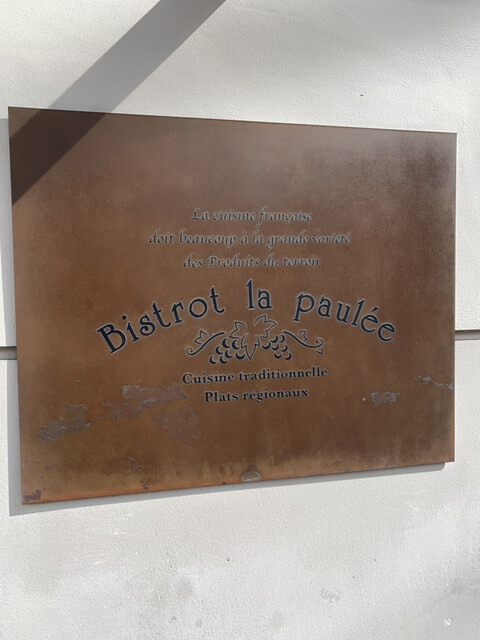 La cuisine française
doit beaucoup à la grande variété
des Produits du terroir
Bistrot la paulée
Cuisine traditionnelle
Plats régionaux